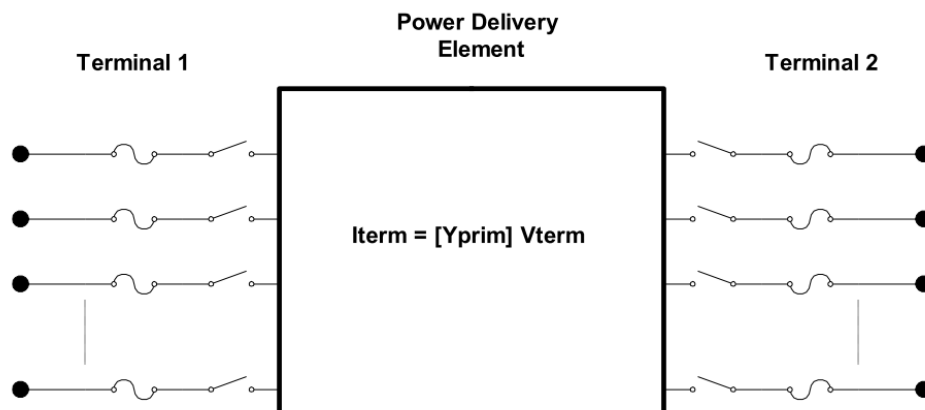 Power Delivery
Element
Terminal 1
Terminal 2
Iterm = [Yprim] Vterm